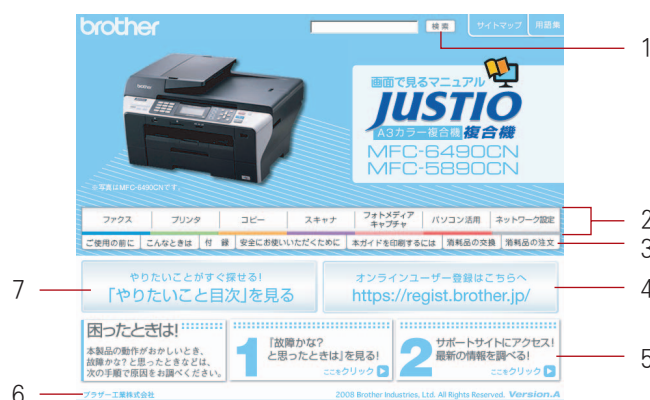 brother
検索
サイトマップ
用語集
1
画面で見るマニュアル
JUSTIO
A3カラー複合機 複合機
MFC-6490CN
MFC-5890CN
※写真はMFC-6490CNです。
ファクス
プリンタ
コピー
スキャナ
フォトメディア
キャプチャ
パソコン活用
ネットワーク設定
2
ご使用の前に
こんなときは
付 録
安全にお使いいただくために
本ガイドを印刷するには
消耗品の交換
消耗品の注文
3
7
やりたいことがすぐ探せる!
「やりたいこと目次」を見る
オンラインユーザー登録はこちらへ
https://regist.brother.jp/
4
困ったときは!
本製品の動作がおかしいとき、
故障かな?と思ったときなどは、
次の手順で原因をお調べください。
1
「故障かな?
と思ったときは」を見る!
ここをクリック
2
サポートサイトにアクセス!
最新の情報を調べる!
ここをクリック
5
6
ブラザー工業株式会社
2008 Brother Industries, Ltd. All Rights Reserved. Version.A